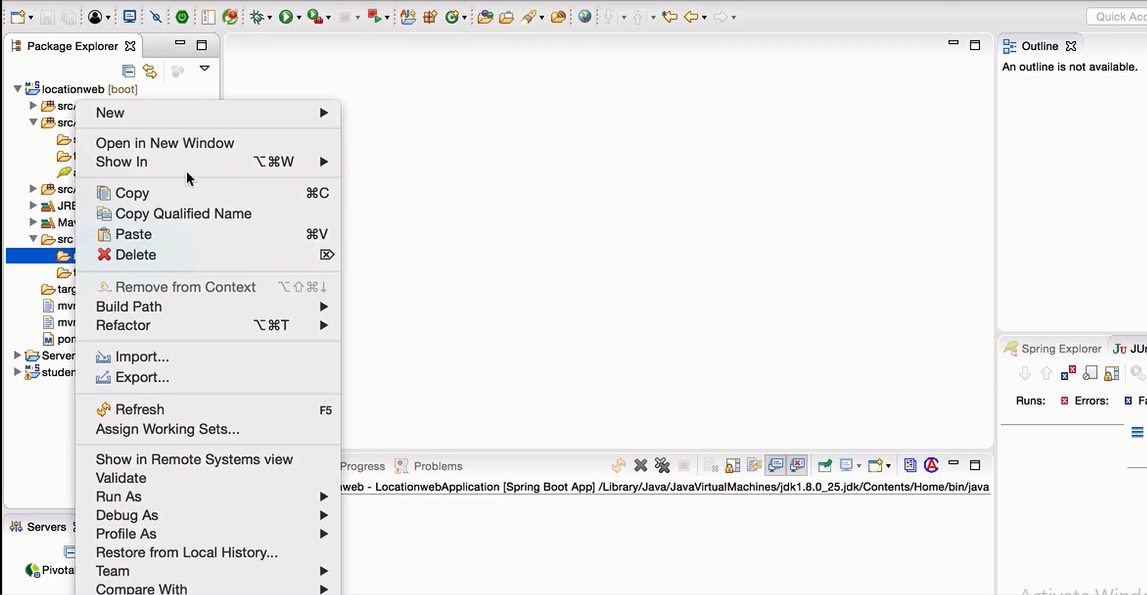 Quick Acc
Package Explorer
Outline
An outline is not available.
locationweb [boot]
src/
src/
s
t
a
src/
JRE
Mav
src
t
targ
mvn
mvn
pom
Server
studen
New
Open in New Window
Show In ⌥⌘W
Copy ⌘C
Copy Qualified Name
Paste ⌘V
Delete ⌦
Remove from Context ⌥⇧⌘↓
Build Path
Refactor ⌥⌘T
Import...
Export...
Refresh F5
Assign Working Sets...
Show in Remote Systems view
Validate
Run As
Debug As
Profile As
Restore from Local History...
Team
Compare With
Spring Explorer JU JUn
Runs: Errors: Fa
Progress Problems
nweb - LocationwebApplication [Spring Boot App] /Library/Java/JavaVirtualMachines/jdk1.8.0_25.jdk/Contents/Home/bin/java
Servers
Pivota
Activate Wind